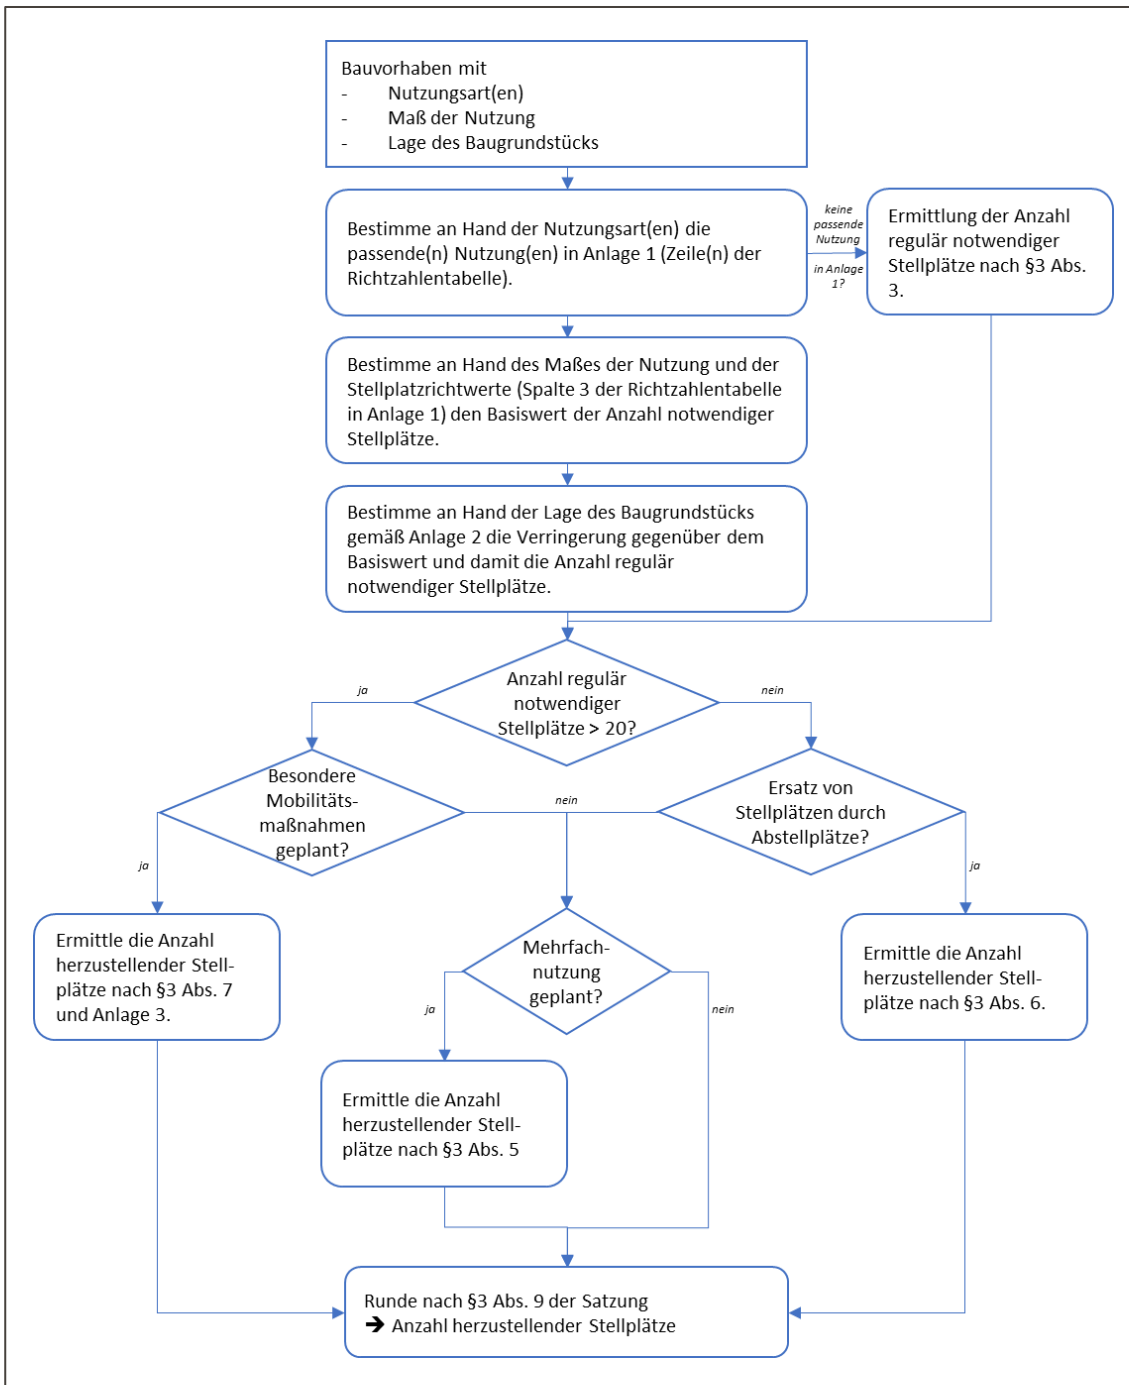 Bauvorhaben mit
- Nutzungsart(en)
- Maß der Nutzung
- Lage des Baugrundstücks
Bestimme an Hand der Nutzungsart(en) die
passende(n) Nutzung(en) in Anlage 1 (Zeile(n) der
Richtzahlentabelle).
keine
passende
Nutzung
in Anlage
1?
Ermittlung der Anzahl
regulär notwendiger
Stellplätze nach §3 Abs.
3.
Bestimme an Hand des Maßes der Nutzung und der
Stellplatzrichtwerte (Spalte 3 der Richtzahlentabelle
in Anlage 1) den Basiswert der Anzahl notwendiger
Stellplätze.
Bestimme an Hand der Lage des Baugrundstücks
gemäß Anlage 2 die Verringerung gegenüber dem
Basiswert und damit die Anzahl regulär
notwendiger Stellplätze.
Anzahl regulär
notwendiger
Stellplätze > 20?
ja
nein
Besondere
Mobilitäts-
maßnahmen
geplant?
nein
Ersatz von
Stellplätzen durch
Abstellplätze?
ja
ja
Ermittle die Anzahl
herzustellender Stell-
plätze nach §3 Abs. 7
und Anlage 3.
Mehrfach-
nutzung
geplant?
ja
nein
Ermittle die Anzahl
herzustellender Stell-
plätze nach §3 Abs. 6.
Ermittle die Anzahl
herzustellender Stell-
plätze nach §3 Abs. 5
Runde nach §3 Abs. 9 der Satzung
➔ Anzahl herzustellender Stellplätze